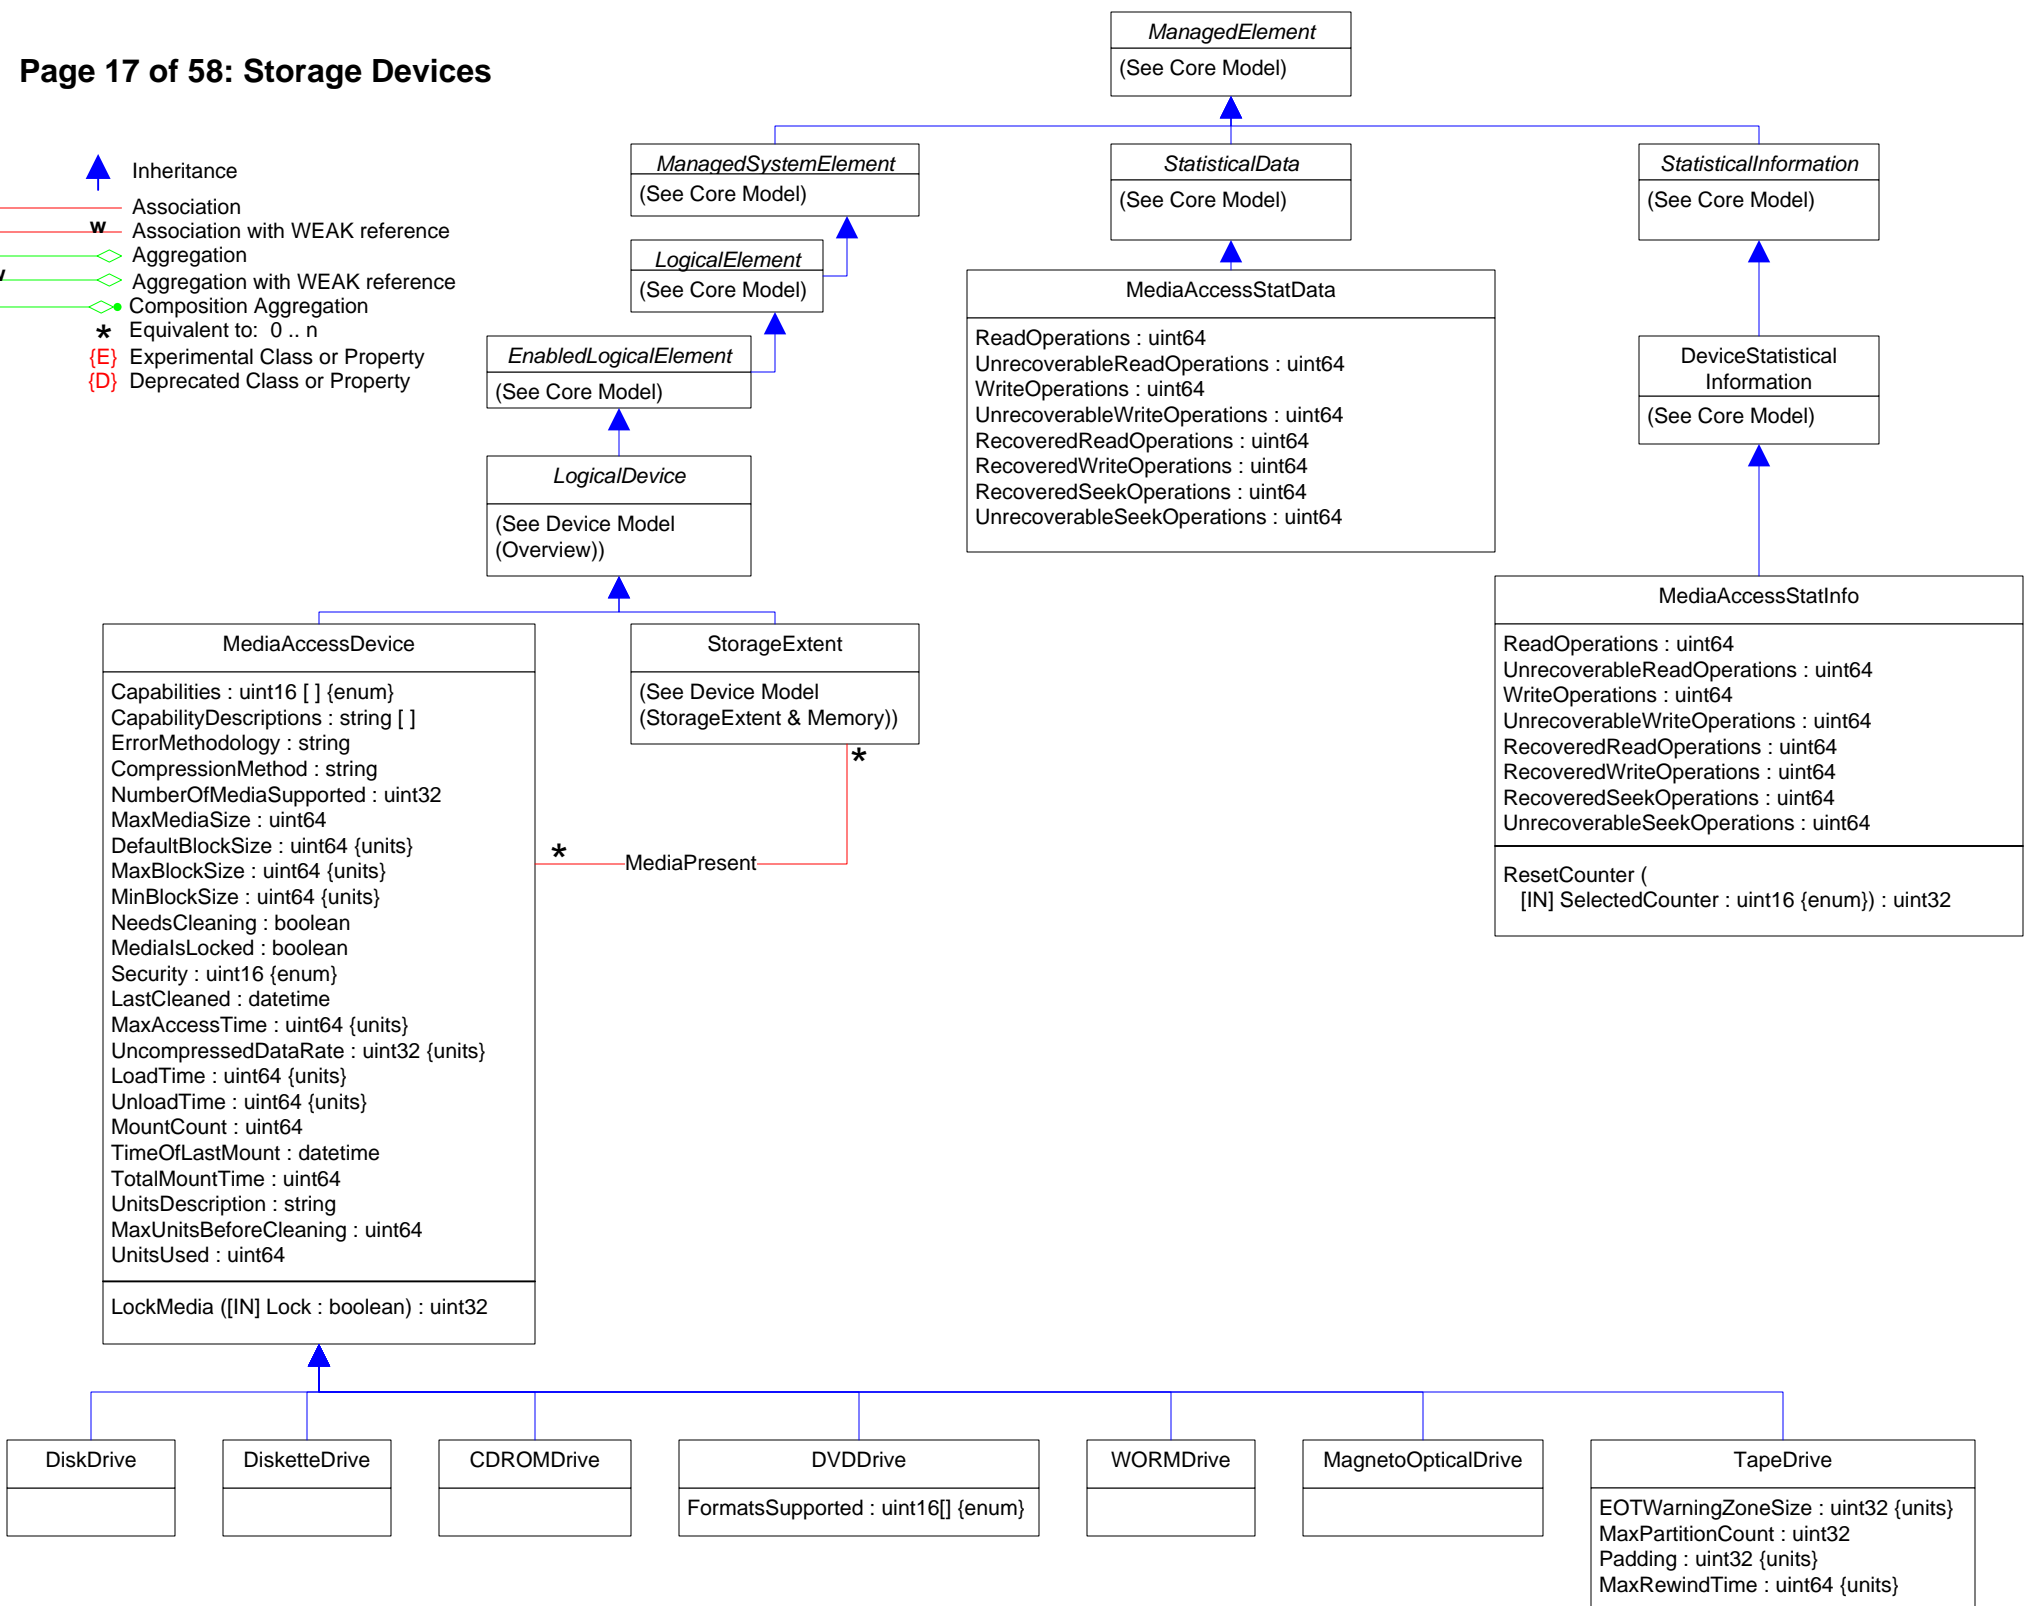 Page 17 of 58: Storage Devices
Inheritance
Association
w
Association with WEAK reference
Aggregation
w
Aggregation with WEAK reference
Composition Aggregation
* Equivalent to: 0 .. n
{E} Experimental Class or Property
{D} Deprecated Class or Property
ManagedElement
(See Core Model)
ManagedSystemElement
(See Core Model)
StatisticalData
(See Core Model)
StatisticalInformation
(See Core Model)
LogicalElement
(See Core Model)
EnabledLogicalElement
(See Core Model)
LogicalDevice
(See Device Model
(Overview))
MediaAccessStatData
ReadOperations : uint64
UnrecoverableReadOperations : uint64
WriteOperations : uint64
UnrecoverableWriteOperations : uint64
RecoveredReadOperations : uint64
RecoveredWriteOperations : uint64
RecoveredSeekOperations : uint64
UnrecoverableSeekOperations : uint64
DeviceStatistical
Information
(See Core Model)
MediaAccessStatInfo
ReadOperations : uint64
UnrecoverableReadOperations : uint64
WriteOperations : uint64
UnrecoverableWriteOperations : uint64
RecoveredReadOperations : uint64
RecoveredWriteOperations : uint64
RecoveredSeekOperations : uint64
UnrecoverableSeekOperations : uint64
ResetCounter (
[IN] SelectedCounter : uint16 {enum}) : uint32
MediaAccessDevice
Capabilities : uint16 [ ] {enum}
CapabilityDescriptions : string [ ]
ErrorMethodology : string
CompressionMethod : string
NumberOfMediaSupported : uint32
MaxMediaSize : uint64
DefaultBlockSize : uint64 {units}
MaxBlockSize : uint64 {units}
MinBlockSize : uint64 {units}
NeedsCleaning : boolean
MediaIsLocked : boolean
Security : uint16 {enum}
LastCleaned : datetime
MaxAccessTime : uint64 {units}
UncompressedDataRate : uint32 {units}
LoadTime : uint64 {units}
UnloadTime : uint64 {units}
MountCount : uint64
TimeOfLastMount : datetime
TotalMountTime : uint64
UnitsDescription : string
MaxUnitsBeforeCleaning : uint64
UnitsUsed : uint64
LockMedia ([IN] Lock : boolean) : uint32
StorageExtent
(See Device Model
(StorageExtent & Memory))
*
*
MediaPresent
DiskDrive
DisketteDrive
CDROMDrive
DVDDrive
FormatsSupported : uint16[] {enum}
WORMDrive
MagnetoOpticalDrive
TapeDrive
EOTWarningZoneSize : uint32 {units}
MaxPartitionCount : uint32
Padding : uint32 {units}
MaxRewindTime : uint64 {units}